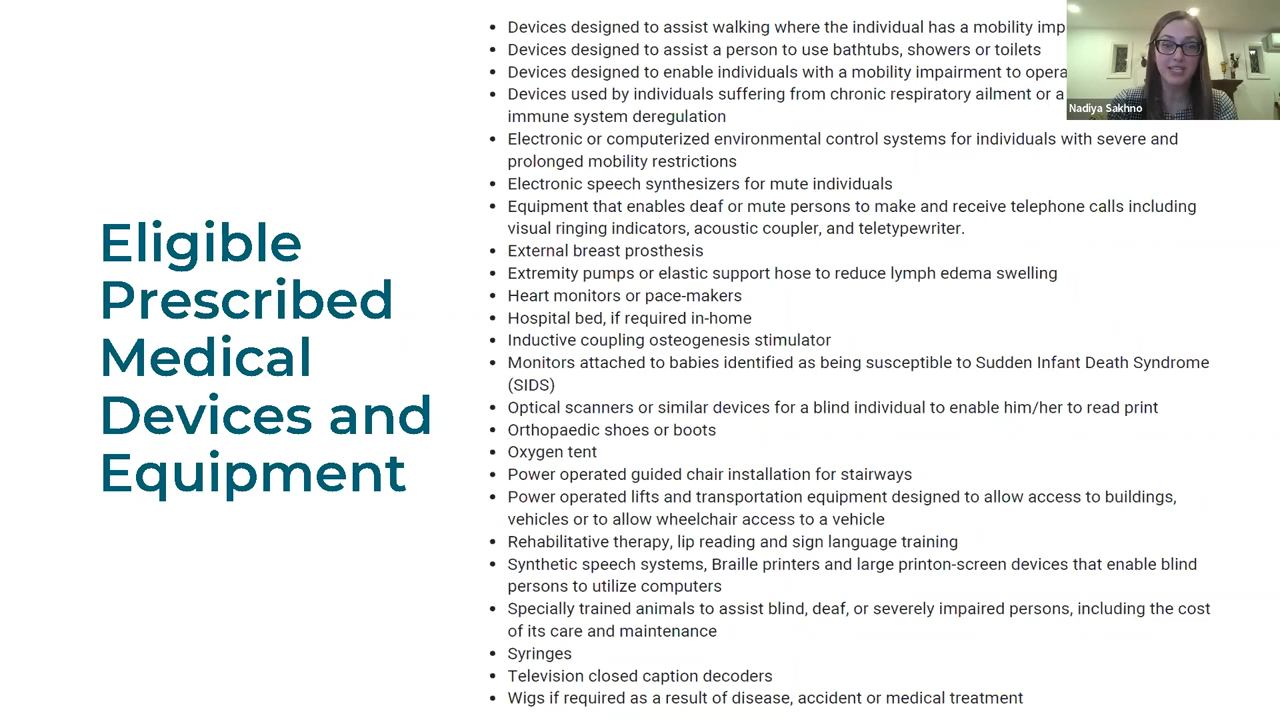 Eligible
Prescribed
Medical
Devices and
Equipment
• Devices designed to assist walking where the individual has a mobility
• Devices designed to assist a person to use bathtubs, showers or toilets
• Devices designed to enable individuals with a mobility impairment to
• Devices used by individuals suffering from chronic respiratory ailment or a
immune system deregulation
• Electronic or computerized environmental control systems for individuals with severe and
prolonged mobility restrictions
• Electronic speech synthesizers for mute individuals
• Equipment that enables deaf or mute persons to make and receive telephone calls including
visual ringing indicators, acoustic coupler, and teletypewriter.
• External breast prosthesis
• Extremity pumps or elastic support hose to reduce lymph edema swelling
• Heart monitors or pace-makers
• Hospital bed, if required in-home
• Inductive coupling osteogenesis stimulator
• Monitors attached to babies identified as being susceptible to Sudden Infant Death Syndrome
(SIDS)
• Optical scanners or similar devices for a blind individual to enable him/her to read print
• Orthopaedic shoes or boots
• Oxygen tent
• Power operated guided chair installation for stairways
• Power operated lifts and transportation equipment designed to allow access to buildings,
vehicles or to allow wheelchair access to a vehicle
• Rehabilitative therapy, lip reading and sign language training
• Synthetic speech systems, Braille printers and large printon-screen devices that enable blind
persons to utilize computers
• Specially trained animals to assist blind, deaf, or severely impaired persons, including the cost
of its care and maintenance
• Syringes
• Television closed caption decoders
• Wigs if required as a result of disease, accident or medical treatment
Nadiya Sakhno